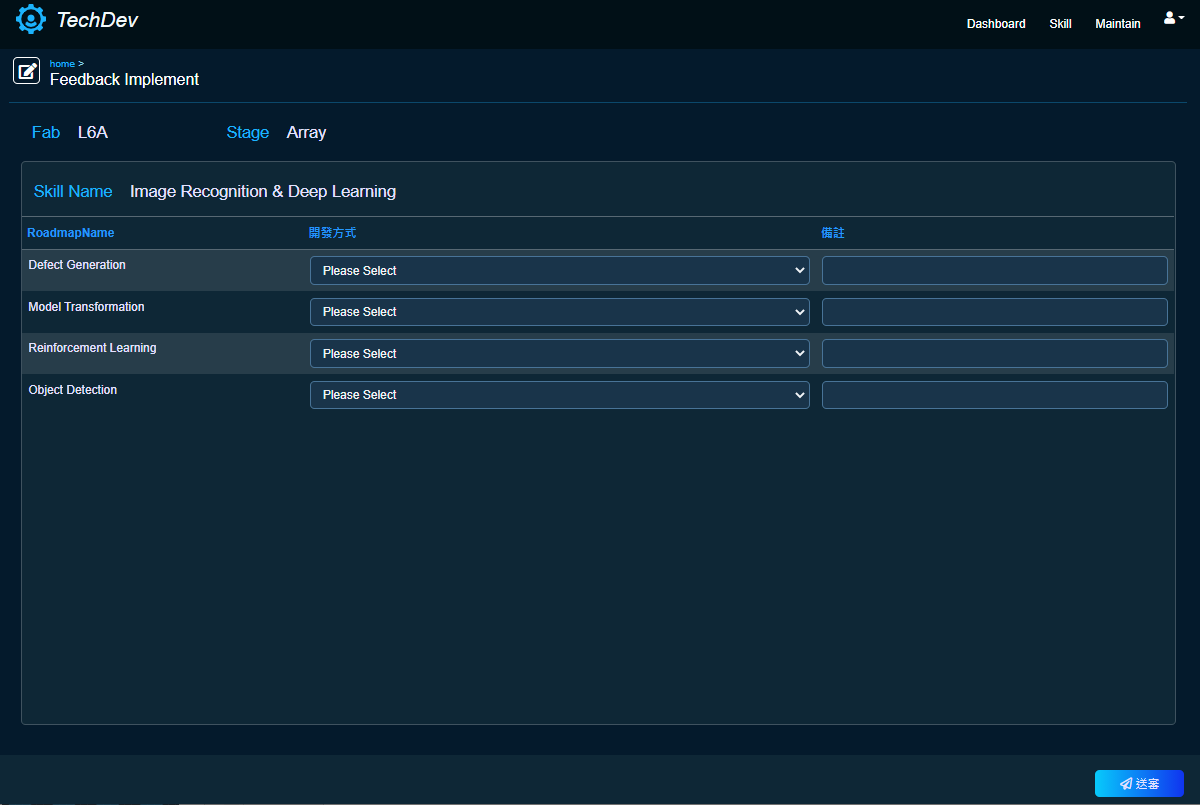 TechDev
Dashboard Skill Maintain
home >
Feedback Implement
Fab L6A Stage Array
Skill Name Image Recognition & Deep Learning
RoadmapName 開發方式 備註
Defect Generation Please Select
Model Transformation Please Select
Reinforcement Learning Please Select
Object Detection Please Select
送審